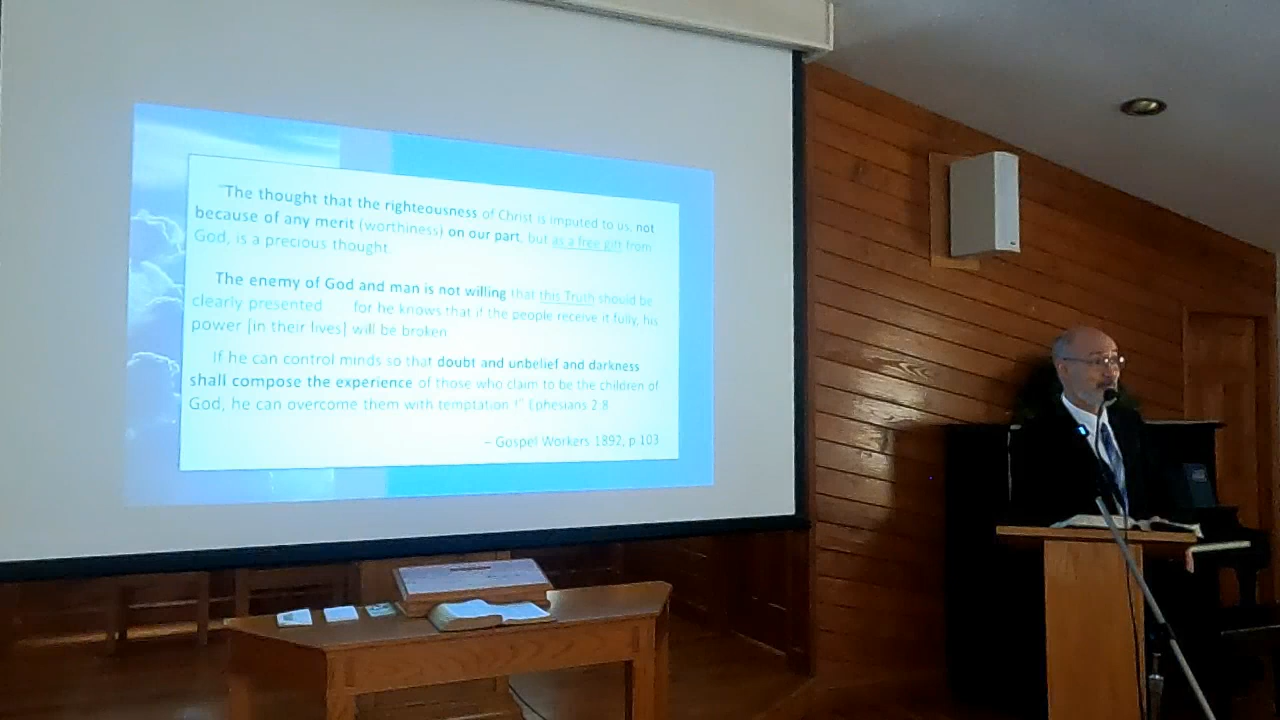 "The thought that the righteousness of Christ is imputed to us, not
because of any merit (worthiness) on our part, but as a free gift from
God, is a precious thought.
The enemy of God and man is not willing that this Truth should be
clearly presented for he knows that if the people receive it fully, his
power [in their lives] will be broken
If he can control minds so that doubt and unbelief and darkness
shall compose the experience of those who claim to be the children of
God, he can overcome them with temptation !" Ephesians 2:8
– Gospel Workers 1892, p.103